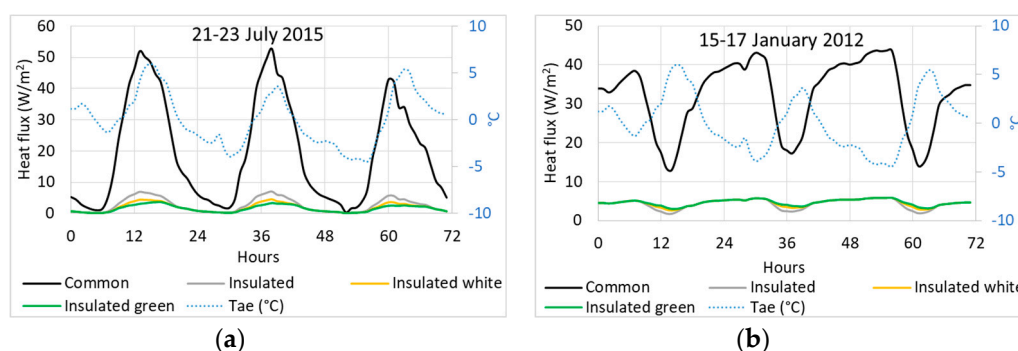 21-23 July 2015
Heat flux (W/m²)
60
50
40
30
20
10
0
10
5
0
-5
-10
°C
0 12 24 36 48 60 72
Hours
Common Insulated Insulated white
Insulated green Tae (°C)
(a)
15-17 January 2012
Heat flux (W/m²)
50
40
30
20
10
0
10
5
0
-5
-10
°C
0 12 24 36 48 60 72
Hours
Common Insulated Insulated white
Insulated green Tae (°C)
(b)